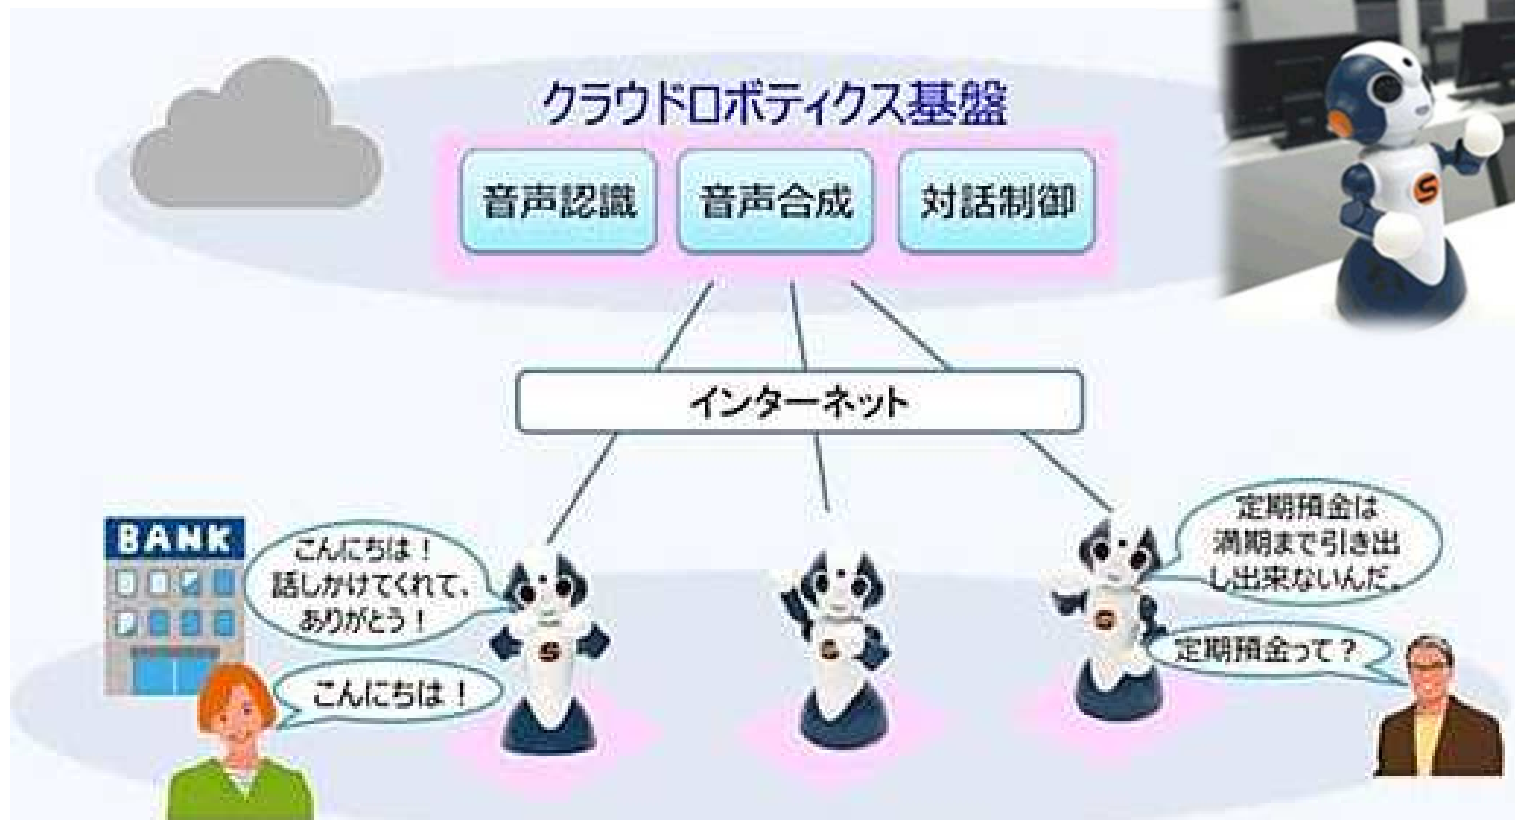 クラウドロボティクス基盤
音声認識
音声合成
対話制御
インターネット
BANK
こんにちは！
話しかけてくれて、
ありがとう！
こんにちは！
定期預金は
満期まで引き出
し出来ないんだ。
定期預金って？
S
S
S
S